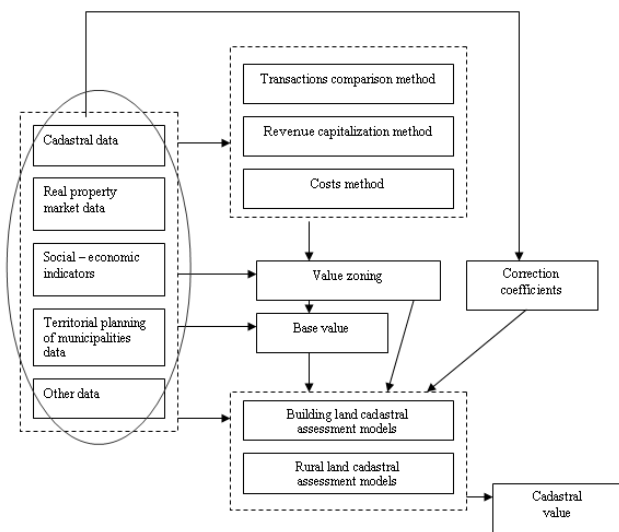 Transactions comparison method
Revenue capitalization method
Costs method
Cadastral data
Real property
market data
Social – economic
indicators
Territorial planning
of municipalities
data
Other data
Value zoning
Base value
Correction
coefficients
Building land cadastral
assessment models
Rural land cadastral
assessment models
Cadastral
value